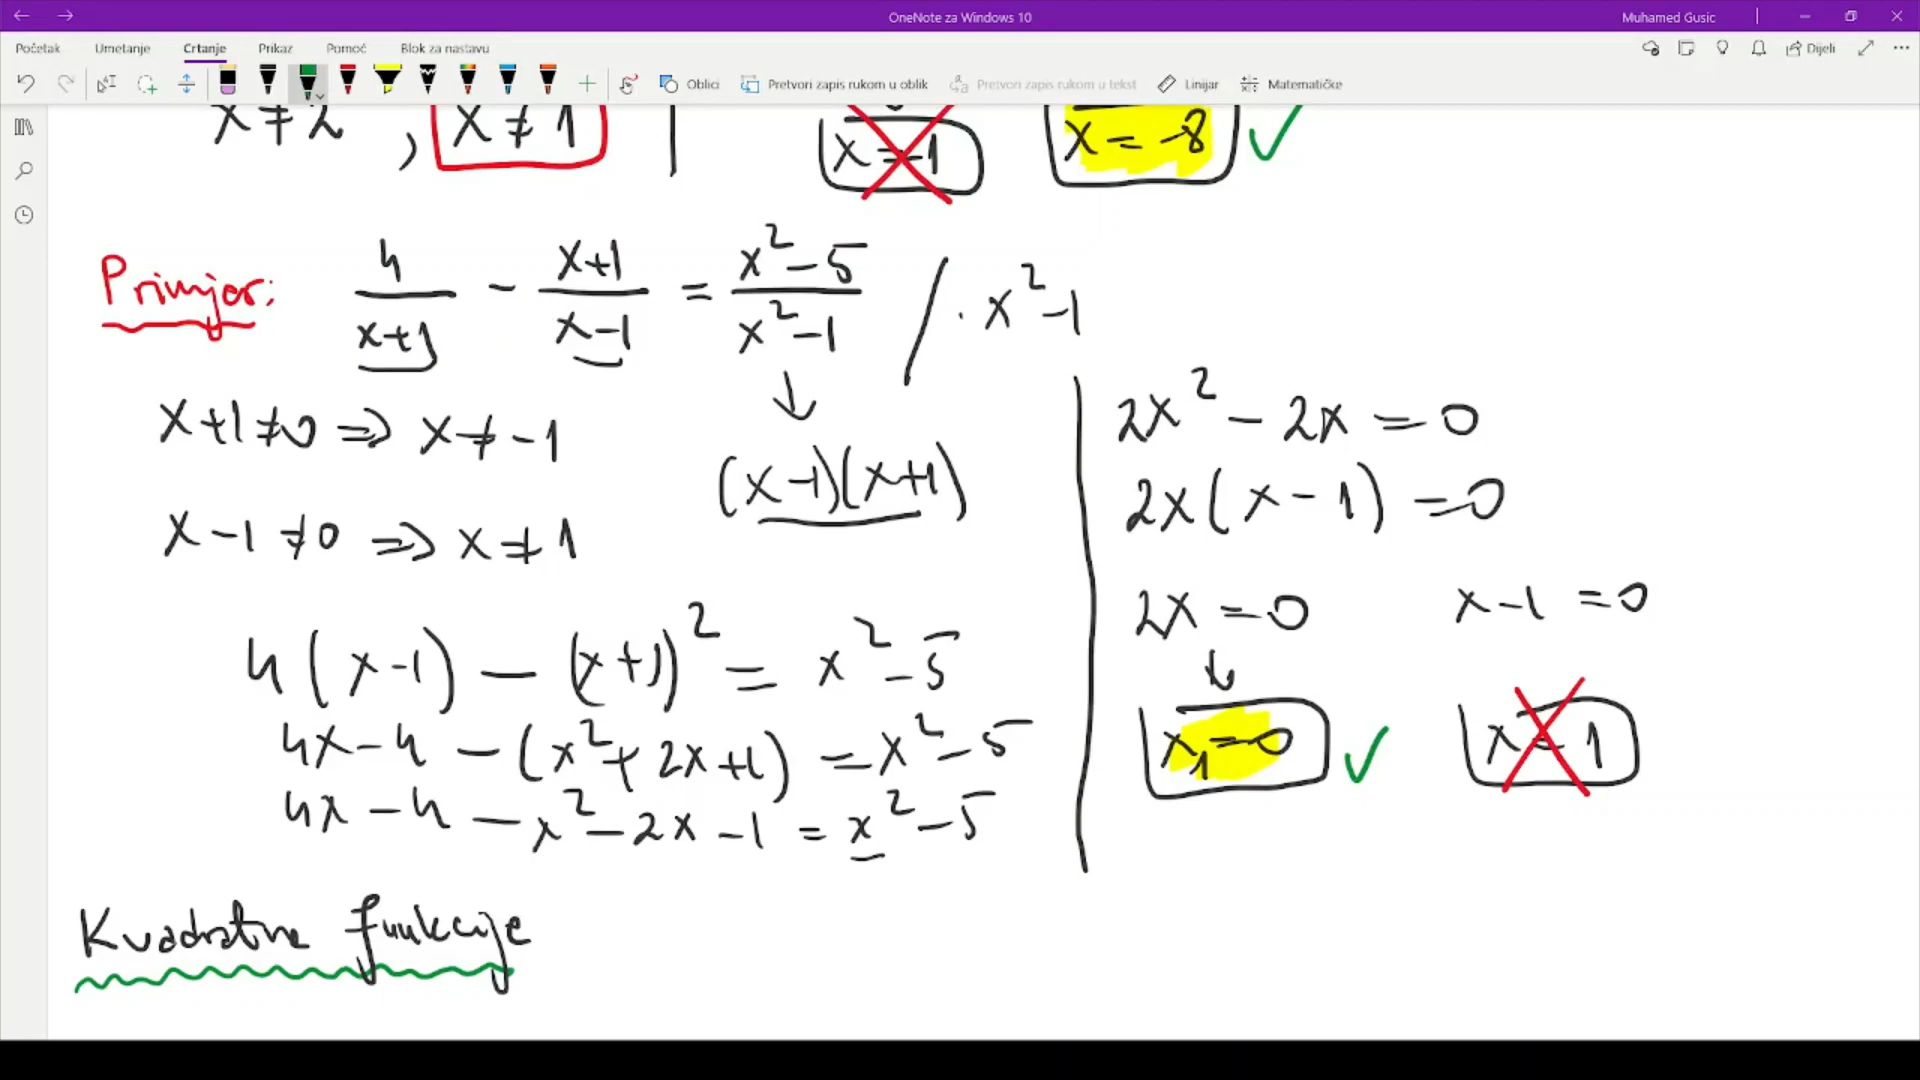 OneNote za Windows 10
Muhamed Gusic
Početak Umetanje Crtanje Prikaz Pomoć Blok za nastavu
Dijeli
Oblici Pretvori zapis rukom u oblik Pretvori zapis rukom u tekst Linijar Matematičke
x ≠ 2 , x ≠ 1 x = 1 x = -8 ✓
Primjer: 4/(x+1) - (x+1)/(x-1) = (x²-5)/(x²-1) / · x²-1
x+1≠0 ⇒ x≠-1
(x-1)(x+1)
x-1≠0 ⇒ x≠1
4(x-1) - (x+1)² = x²-5
4x-4 - (x²+2x+1) = x²-5
4x-4 - x²-2x-1 = x²-5
2x² - 2x = 0
2x(x-1) = 0
2x = 0 x-1 = 0
x₁=0 ✓ x = 1
Kvadratne funkcije